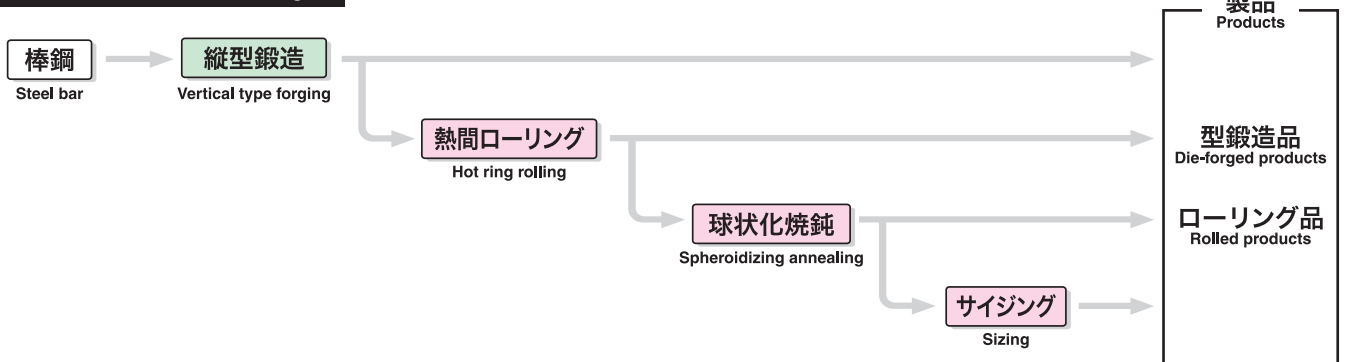 製品
Products
棒鋼
Steel bar
縦型鍛造
Vertical type forging
熱間ローリング
Hot ring rolling
型鍛造品
Die-forged products
球状化焼鈍
Spheroidizing annealing
ローリング品
Rolled products
サイジング
Sizing